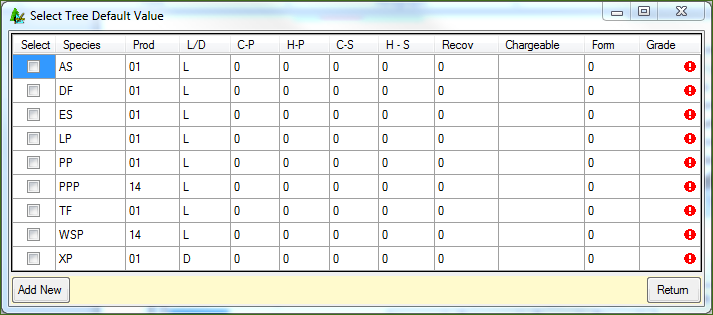 Select Tree Default Value
Select Species Prod L/D C-P H-P C-S H - S Recov Chargeable Form Grade
AS 01 L 0 0 0 0 0 0
DF 01 L 0 0 0 0 0 0
ES 01 L 0 0 0 0 0 0
LP 01 L 0 0 0 0 0 0
PP 01 L 0 0 0 0 0 0
PPP 14 L 0 0 0 0 0 0
TF 01 L 0 0 0 0 0 0
WSP 14 L 0 0 0 0 0 0
XP 01 D 0 0 0 0 0 0
Add New Return